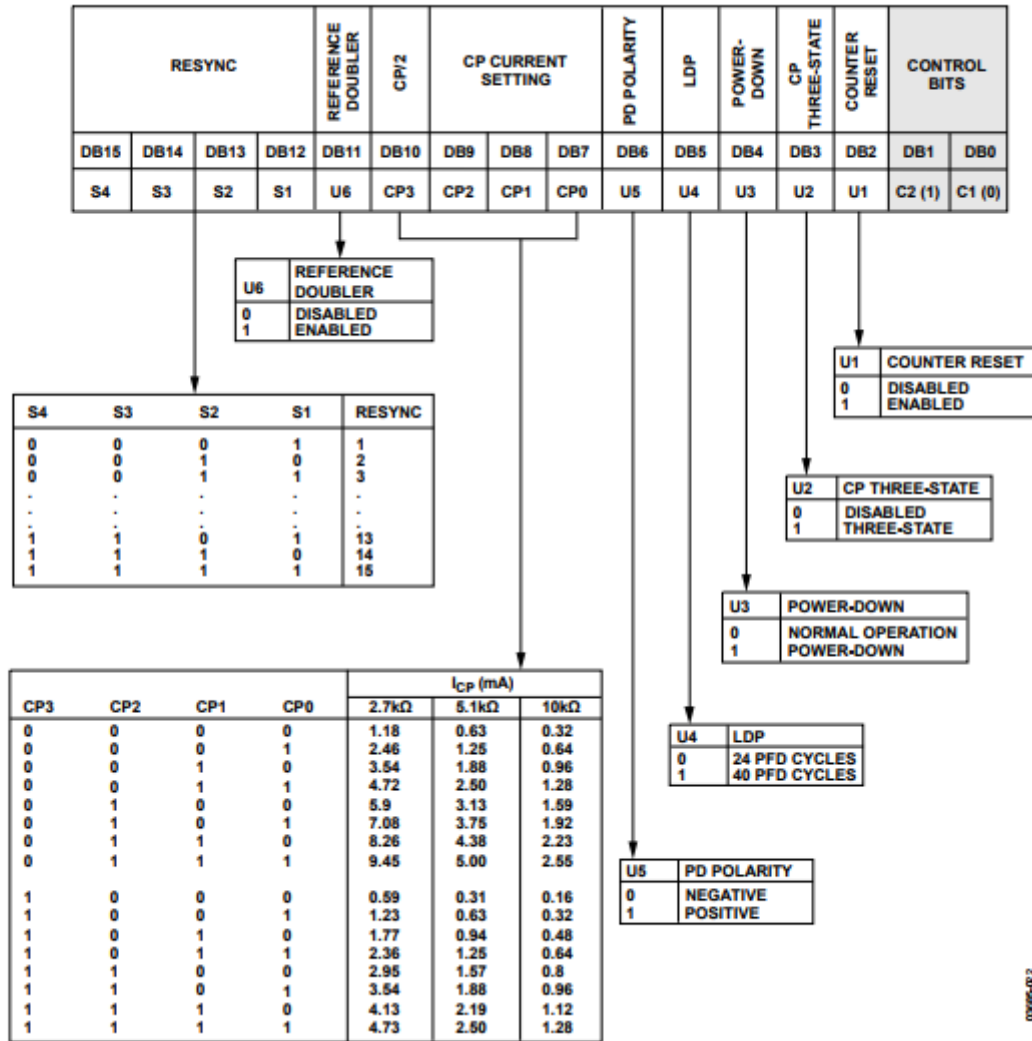 RESYNC
REFERENCE DOUBLER
CP/2
CP CURRENT SETTING
PD POLARITY
LDP
POWER-DOWN
CP THREE-STATE
COUNTER RESET
CONTROL BITS
DB15 DB14 DB13 DB12 DB11 DB10 DB9 DB8 DB7 DB6 DB5 DB4 DB3 DB2 DB1 DB0
S4 S3 S2 S1 U6 CP3 CP2 CP1 CP0 U5 U4 U3 U2 U1 C2 (1) C1 (0)
U6 REFERENCE DOUBLER
0 DISABLED
1 ENABLED
U1 COUNTER RESET
0 DISABLED
1 ENABLED
S4 S3 S2 S1 RESYNC
0 0 0 1 1
0 0 1 0 2
0 0 1 1 3
. . . . .
. . . . .
. . . . .
1 1 0 1 13
1 1 1 0 14
1 1 1 1 15
U2 CP THREE-STATE
0 DISABLED
1 THREE-STATE
U3 POWER-DOWN
0 NORMAL OPERATION
1 POWER-DOWN
ICP (mA)
CP3 CP2 CP1 CP0 2.7kΩ 5.1kΩ 10kΩ
0 0 0 0 1.18 0.63 0.32
0 0 0 1 2.46 1.25 0.64
0 0 1 0 3.54 1.88 0.96
0 0 1 1 4.72 2.50 1.28
0 1 0 0 5.9 3.13 1.59
0 1 0 1 7.08 3.75 1.92
0 1 1 0 8.26 4.38 2.23
0 1 1 1 9.45 5.00 2.55
1 0 0 0 0.59 0.31 0.16
1 0 0 1 1.23 0.63 0.32
1 0 1 0 1.77 0.94 0.48
1 0 1 1 2.36 1.25 0.64
1 1 0 0 2.95 1.57 0.8
1 1 0 1 3.54 1.88 0.96
1 1 1 0 4.13 2.19 1.12
1 1 1 1 4.73 2.50 1.28
U4 LDP
0 24 PFD CYCLES
1 40 PFD CYCLES
U5 PD POLARITY
0 NEGATIVE
1 POSITIVE